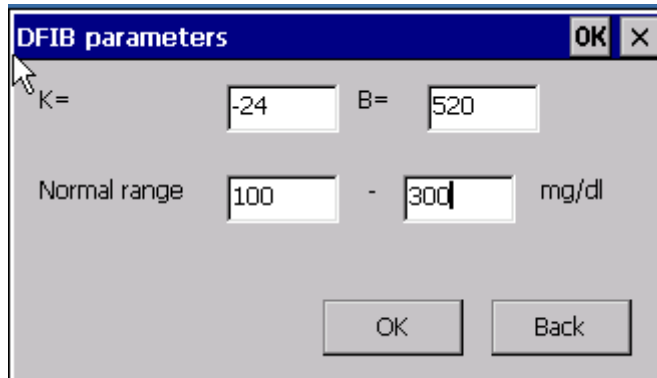 DFIB parameters OK ×
K= -24 B= 520
Normal range 100 - 300 mg/dl
OK Back